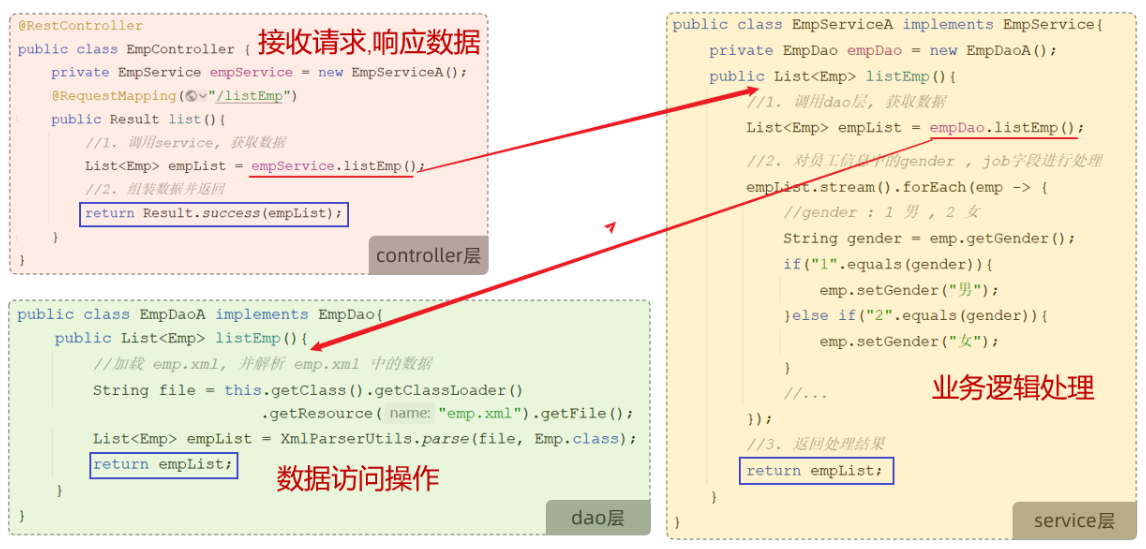 @RestController
public class EmpController {
接收请求,响应数据
private EmpService empService = new EmpServiceA();
@RequestMapping("/listEmp")
public Result list(){
//1. 调用service, 获取数据
List<Emp> empList = empService.listEmp();
//2. 组装数据并返回
return Result.success(empList);
}
controller层
}
public class EmpDaoA implements EmpDao{
public List<Emp> listEmp(){
//加载 emp.xml, 并解析 emp.xml 中的数据
String file = this.getClass().getClassLoader()
.getResource( name: "emp.xml").getFile();
List<Emp> empList = XmlParserUtils.parse(file, Emp.class);
return empList;
数据访问操作
}
}
dao层
public class EmpServiceA implements EmpService{
private EmpDao empDao = new EmpDaoA();
public List<Emp> listEmp(){
//1. 调用dao层, 获取数据
List<Emp> empList = empDao.listEmp();
//2. 对员工信息中的gender , job字段进行处理
empList.stream().forEach(emp -> {
//gender : 1 男 , 2 女
String gender = emp.getGender();
if("1".equals(gender)){
emp.setGender("男");
}else if("2".equals(gender)){
emp.setGender("女");
}
业务逻辑处理
//...
});
//3. 返回处理结果
return empList;
}
}
service层